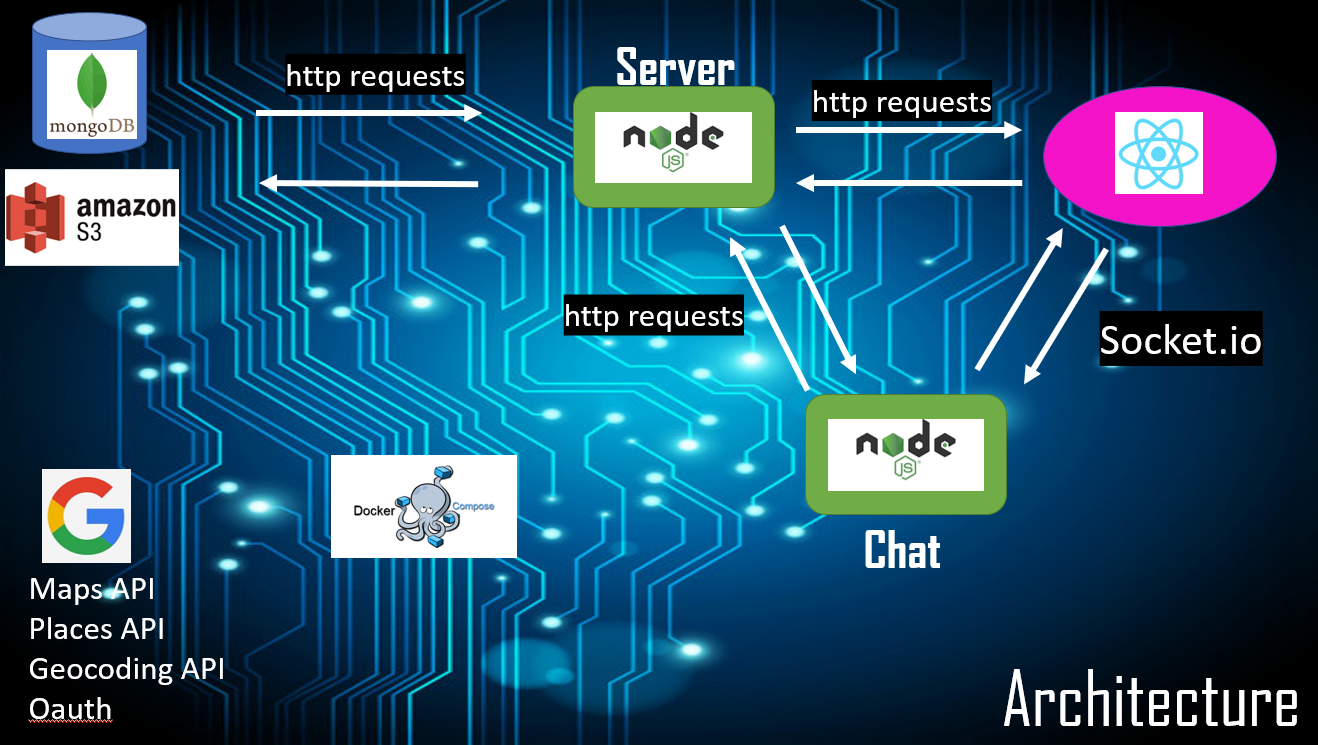 mongoDB
http requests
Server
node
JS
http requests
amazon
S3
http requests
Socket.io
node
JS
Chat
Docker Compose
Maps API
Places API
Geocoding API
Oauth
Architecture